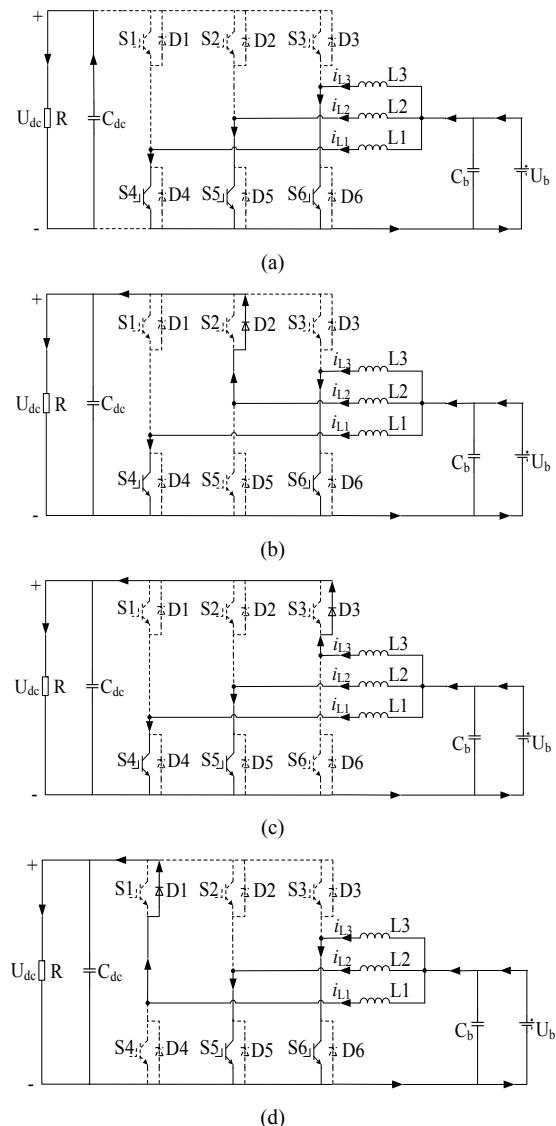 + S1 D1 S2 D2 S3 D3
iL3 L3
Udc R Cdc iL2 L2
iL1 L1
Cb Ub
S4 D4 S5 D5 S6 D6
-
(a)
+ S1 D1 S2 D2 S3 D3
iL3 L3
Udc R Cdc iL2 L2
iL1 L1
Cb Ub
S4 D4 S5 D5 S6 D6
-
(b)
+ S1 D1 S2 D2 S3 D3
iL3 L3
Udc R Cdc iL2 L2
iL1 L1
Cb Ub
S4 D4 S5 D5 S6 D6
-
(c)
+ S1 D1 S2 D2 S3 D3
iL3 L3
Udc R Cdc iL2 L2
iL1 L1
Cb Ub
S4 D4 S5 D5 S6 D6
-
(d)